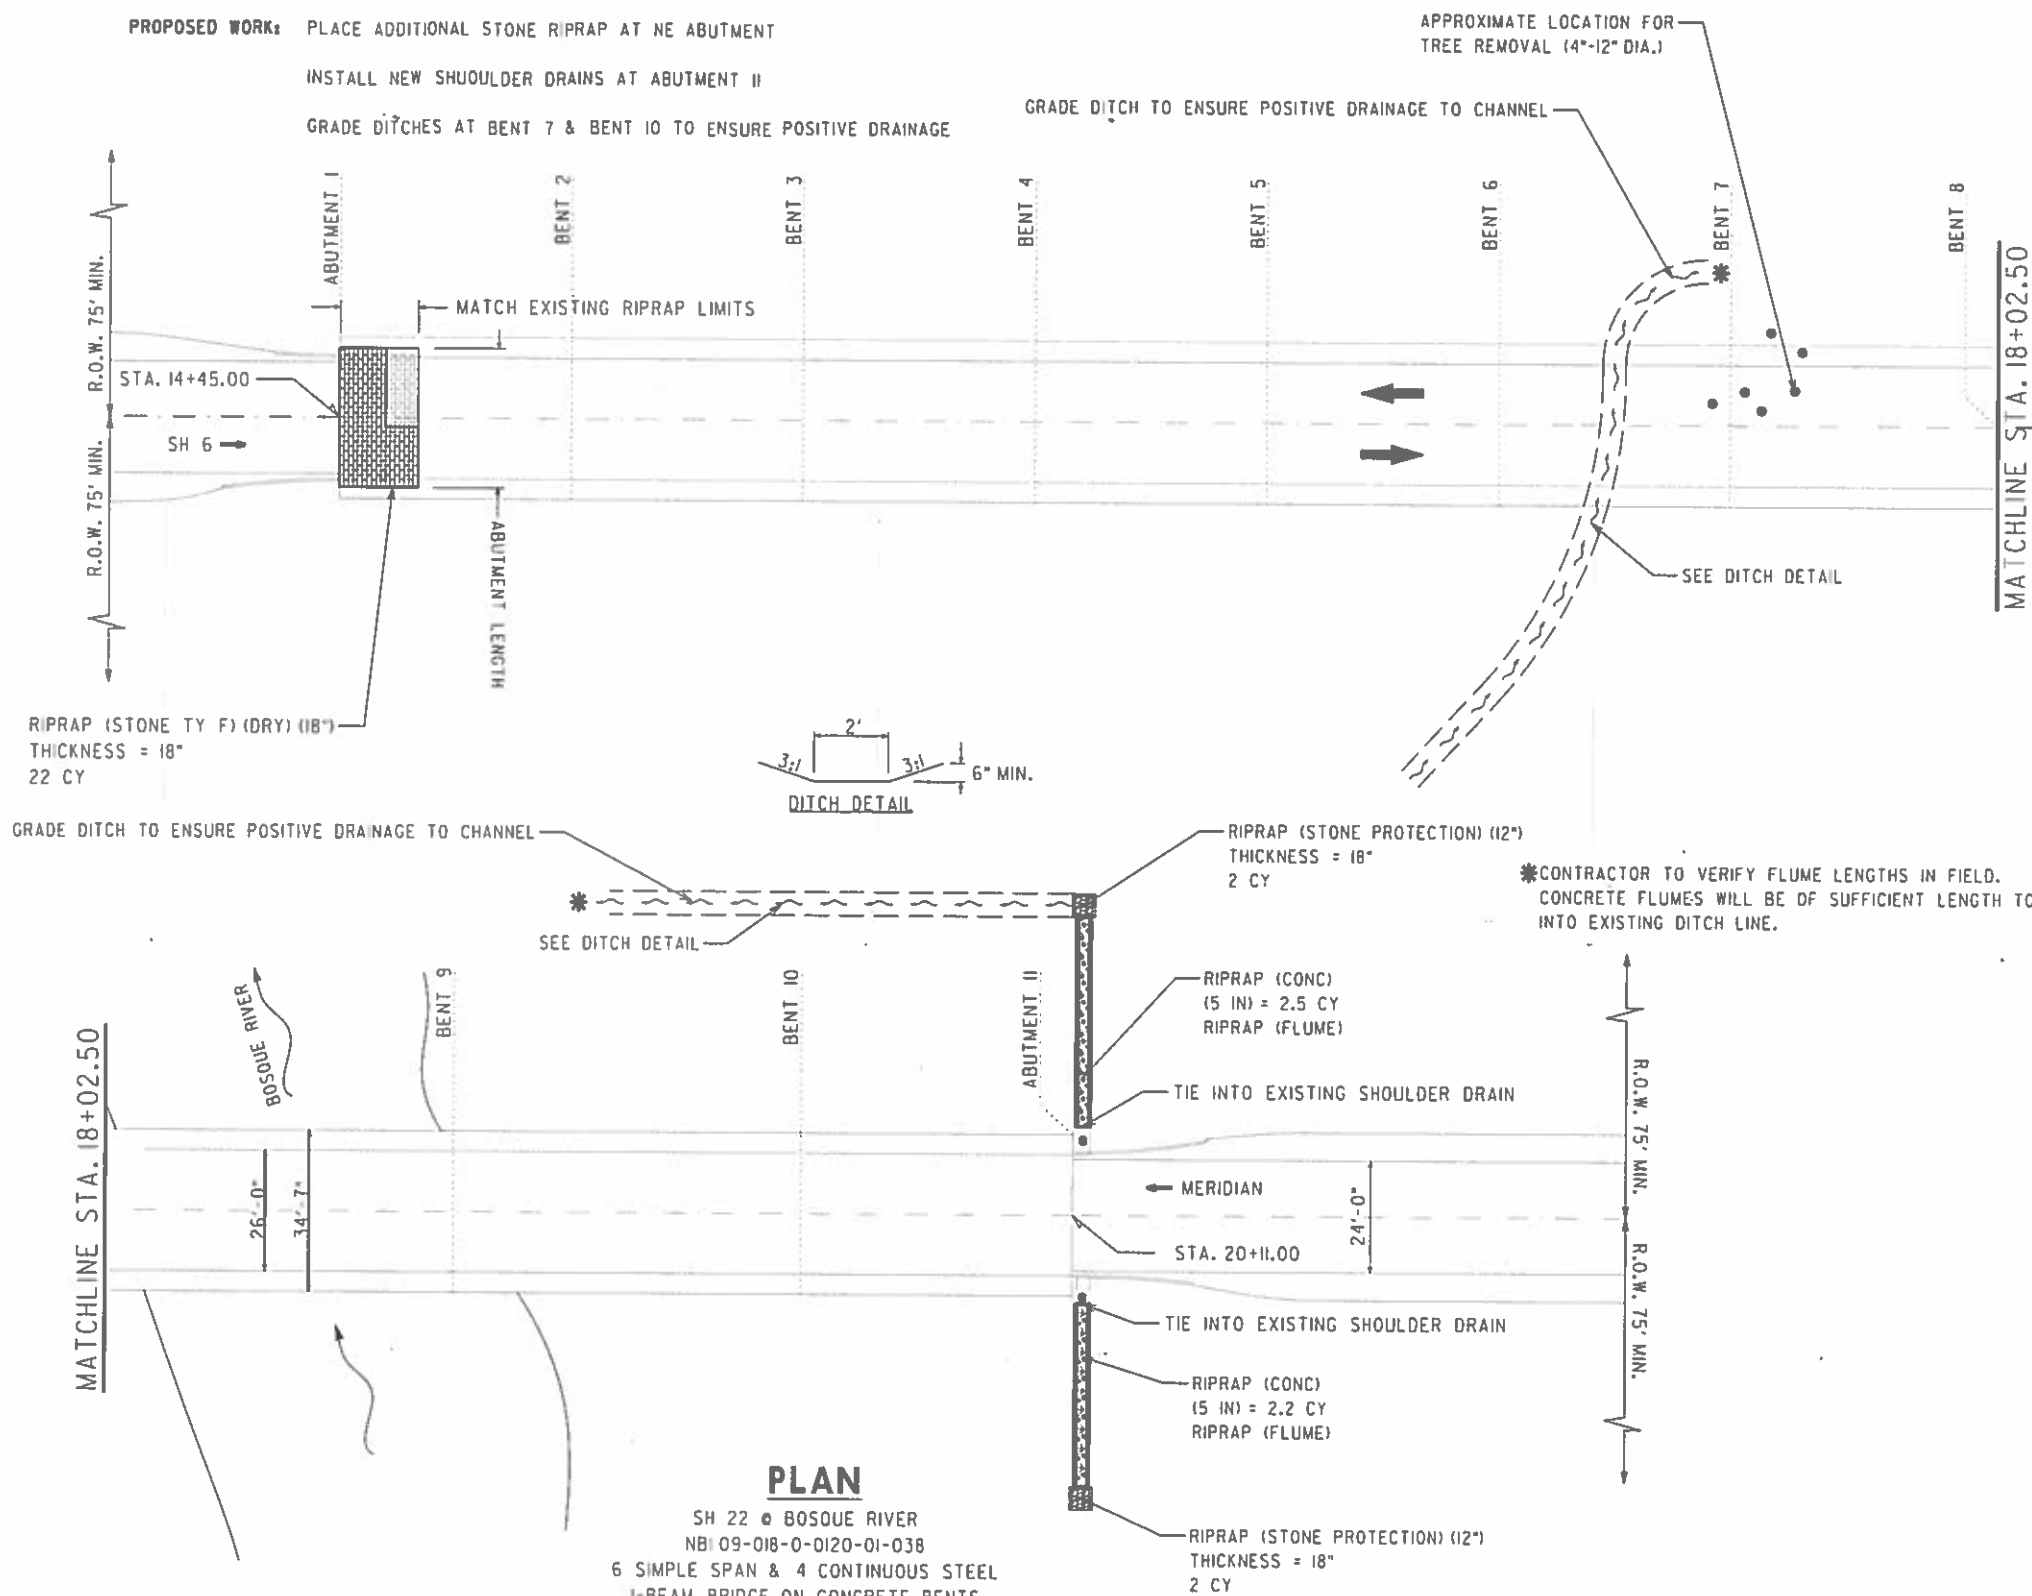 PROPOSED WORK: PLACE ADDITIONAL STONE RIPRAP AT NE ABUTMENT
INSTALL NEW SHUOULDER DRAINS AT ABUTMENT 11
GRADE DITCHES AT BENT 7 & BENT 10 TO ENSURE POSITIVE DRAINAGE
APPROXIMATE LOCATION FOR
TREE REMOVAL (4"-12" DIA.)
GRADE DITCH TO ENSURE POSITIVE DRAINAGE TO CHANNEL
ABUTMENT 1
BENT 2
BENT 3
BENT 4
BENT 5
BENT 6
BENT 7
BENT 8
R.O.W. 75' MIN.
R.O.W. 75' MIN.
MATCH EXISTING RIPRAP LIMITS
STA. 14+45.00
SH 6
ABUTMENT LENGTH
SEE DITCH DETAIL
MATCHLINE STA. 18+02.50
RIPRAP (STONE TY F) (DRY) (18")
THICKNESS = 18"
22 CY
2'
3:1
3:1
6" MIN.
DITCH DETAIL
GRADE DITCH TO ENSURE POSITIVE DRAINAGE TO CHANNEL
RIPRAP (STONE PROTECTION) (12")
THICKNESS = 18"
2 CY
*CONTRACTOR TO VERIFY FLUME LENGTHS IN FIELD.
CONCRETE FLUMES WILL BE OF SUFFICIENT LENGTH TO
INTO EXISTING DITCH LINE.
SEE DITCH DETAIL
BOSQUE RIVER
BENT 9
BENT 10
ABUTMENT 11
RIPRAP (CONC)
(5 IN) = 2.5 CY
RIPRAP (FLUME)
TIE INTO EXISTING SHOULDER DRAIN
MATCHLINE STA. 18+02.50
26'-0"
34'-7"
MERIDIAN
24'-0"
STA. 20+11.00
R.O.W. 75' MIN.
R.O.W. 75' MIN.
TIE INTO EXISTING SHOULDER DRAIN
RIPRAP (CONC)
(5 IN) = 2.2 CY
RIPRAP (FLUME)
RIPRAP (STONE PROTECTION) (12")
THICKNESS = 18"
2 CY
PLAN
SH 22 @ BOSQUE RIVER
NBI 09-018-0-0120-01-038
6 SIMPLE SPAN & 4 CONTINUOUS STEEL
I-BEAM BRIDGE ON CONCRETE BENTS